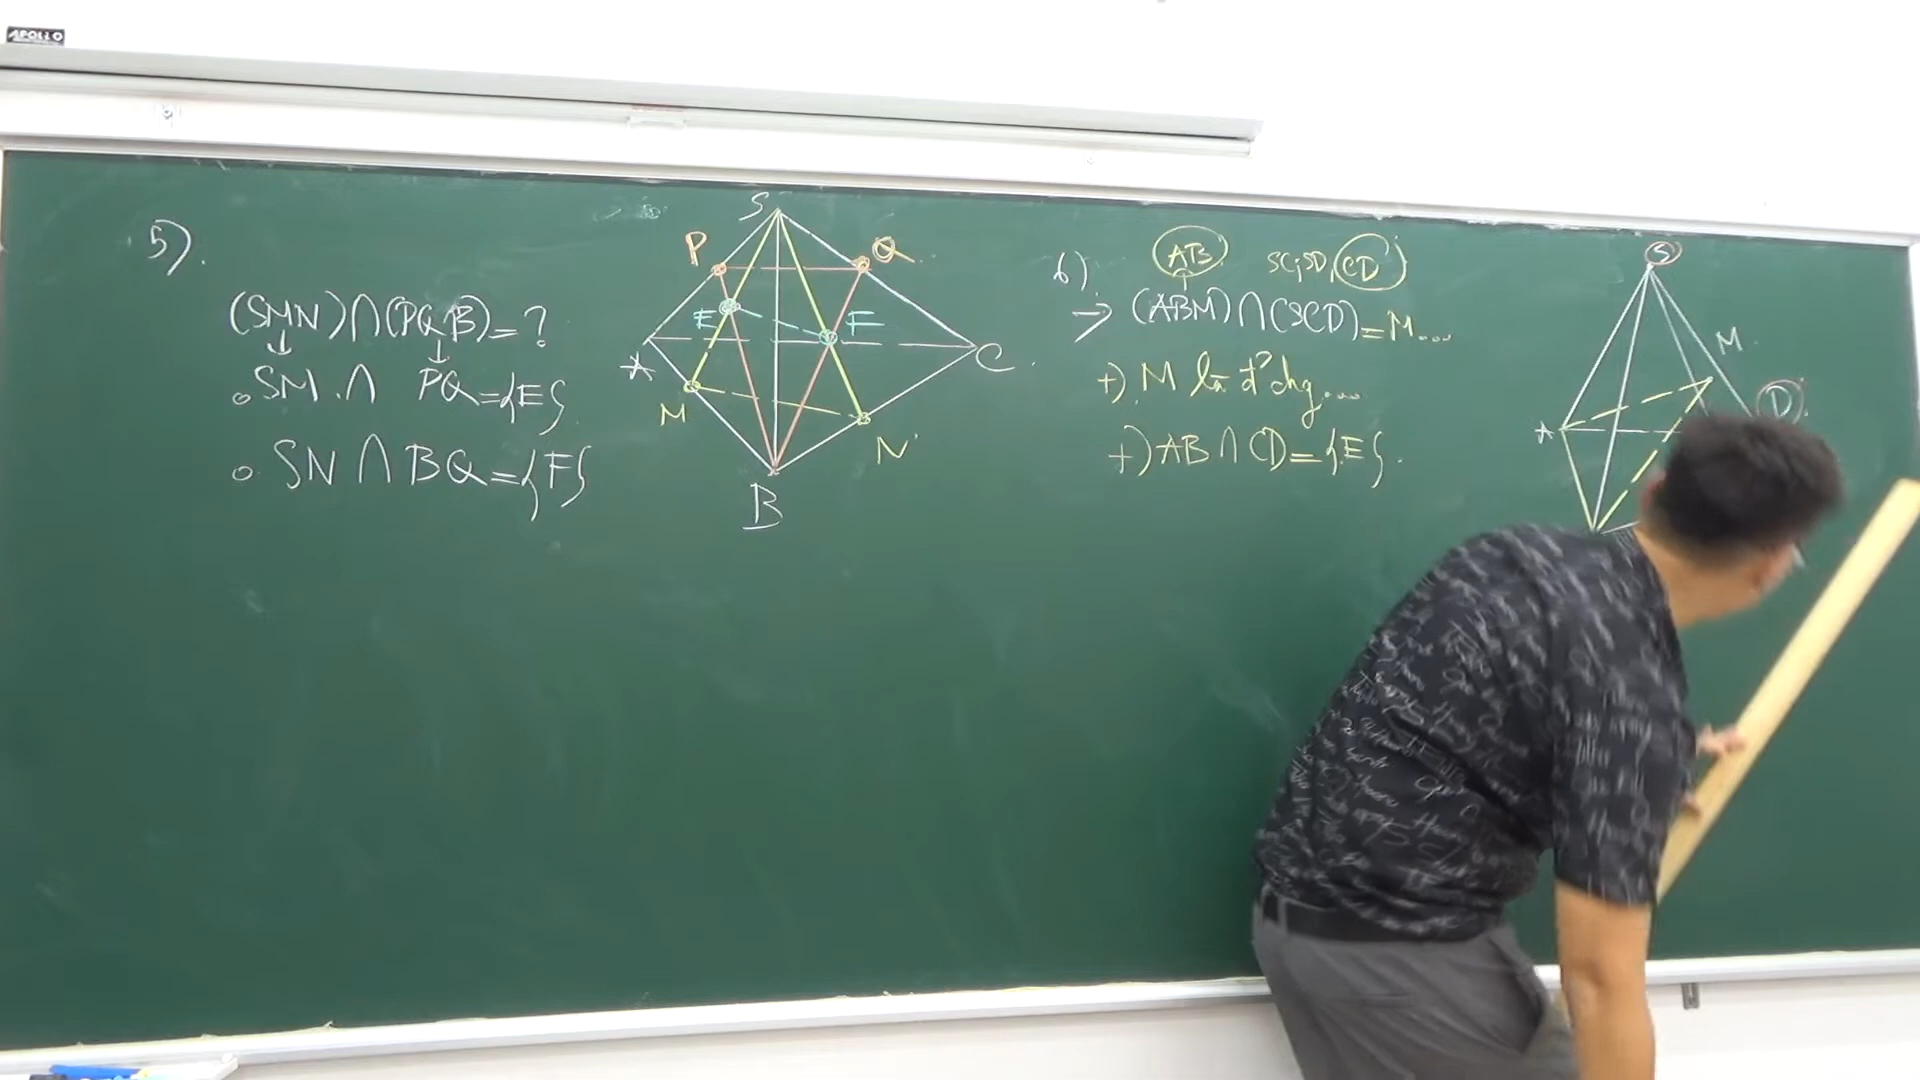 APOLLO
5).
(SMN)∩(PQB)=?
↓ ↓
∘ SM ∩ PQ={E}
∘ SN ∩ BQ={F}
S
P
Q
E
F
A
C
M
N
B
6). AB SC, SD, CD
→ (ABM)∩(SCD)=M...
+) M là đ' chg...
+) AB ∩ CD={E}.
S
M
D
A